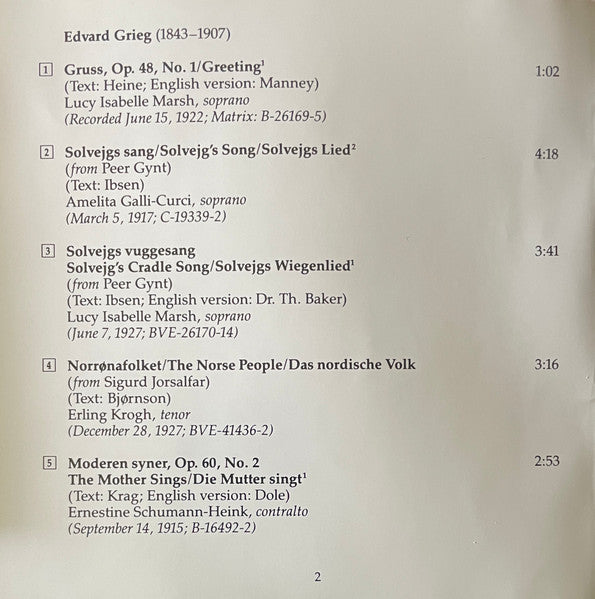 Edvard Grieg (1843–1907)
1 Gruss, Op. 48, No. 1/Greeting¹ 1:02
(Text: Heine; English version: Manney)
Lucy Isabelle Marsh, soprano
(Recorded June 15, 1922; Matrix: B-26169-5)
2 Solvejgs sang/Solvejg's Song/Solvejgs Lied² 4:18
(from Peer Gynt)
(Text: Ibsen)
Amelita Galli-Curci, soprano
(March 5, 1917; C-19339-2)
3 Solvejgs vuggesang 3:41
Solvejg's Cradle Song/Solvejgs Wiegenlied¹
(from Peer Gynt)
(Text: Ibsen; English version: Dr. Th. Baker)
Lucy Isabelle Marsh, soprano
(June 7, 1927; BVE-26170-14)
4 Norrønafolket/The Norse People/Das nordische Volk 3:16
(from Sigurd Jorsalfar)
(Text: Bjørnson)
Erling Krogh, tenor
(December 28, 1927; BVE-41436-2)
5 Moderen syner, Op. 60, No. 2 2:53
The Mother Sings/Die Mutter singt¹
(Text: Krag; English version: Dole)
Ernestine Schumann-Heink, contralto
(September 14, 1915; B-16492-2)
2